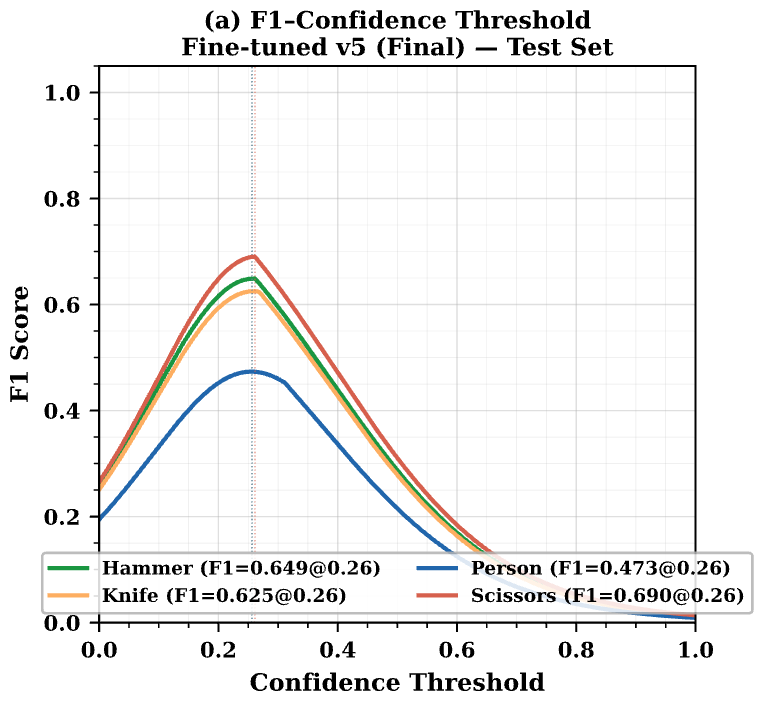 (a) F1–Confidence Threshold
Fine-tuned v5 (Final) — Test Set
1.0
0.8
0.6
0.4
0.2
0.0
F1 Score
Hammer (F1=0.649@0.26)
Knife (F1=0.625@0.26)
Person (F1=0.473@0.26)
Scissors (F1=0.690@0.26)
0.0 0.2 0.4 0.6 0.8 1.0
Confidence Threshold